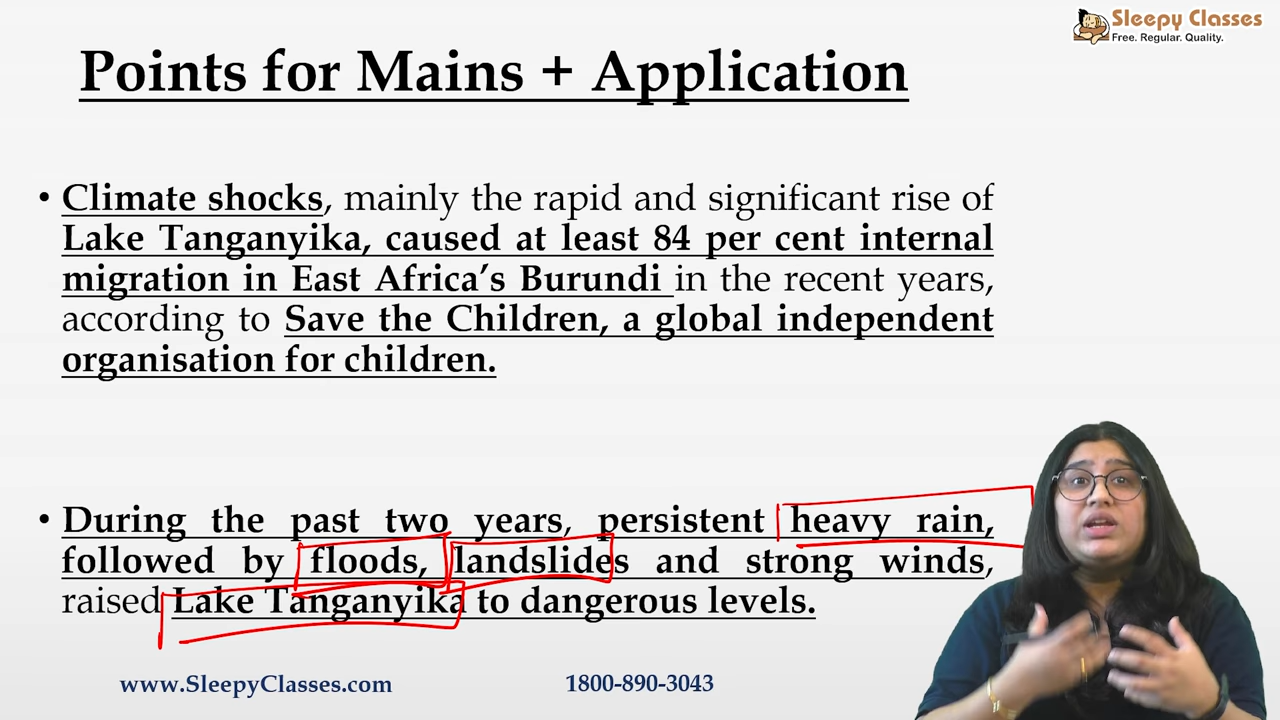 Sleepy Classes
Free. Regular. Quality.
Points for Mains + Application
• Climate shocks, mainly the rapid and significant rise of
Lake Tanganyika, caused at least 84 per cent internal
migration in East Africa’s Burundi in the recent years,
according to Save the Children, a global independent
organisation for children.
• During the past two years, persistent heavy rain,
followed by floods, landslides and strong winds,
raised Lake Tanganyika to dangerous levels.
www.SleepyClasses.com
1800-890-3043